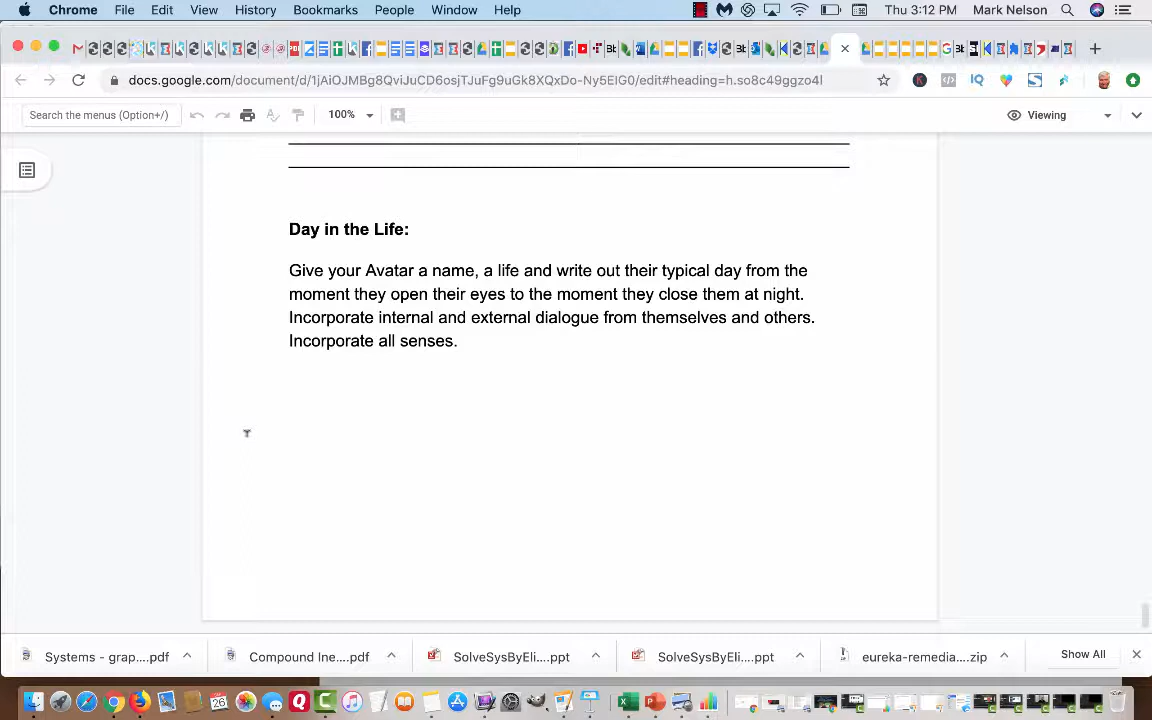 Chrome File Edit View History Bookmarks People Window Help Thu 3:12 PM Mark Nelson
docs.google.com/document/d/1jAiOJMBg8QviJuCD6osjTJuFg9uGk8XQxDo-Ny5ElG0/edit#heading=h.so8c49ggzo4l
Search the menus (Option+/) 100% Viewing
Day in the Life:
Give your Avatar a name, a life and write out their typical day from the
moment they open their eyes to the moment they close them at night.
Incorporate internal and external dialogue from themselves and others.
Incorporate all senses.
Systems - grap....pdf Compound Ine....pdf SolveSysByEli....ppt SolveSysByEli....ppt eureka-remedia....zip Show All